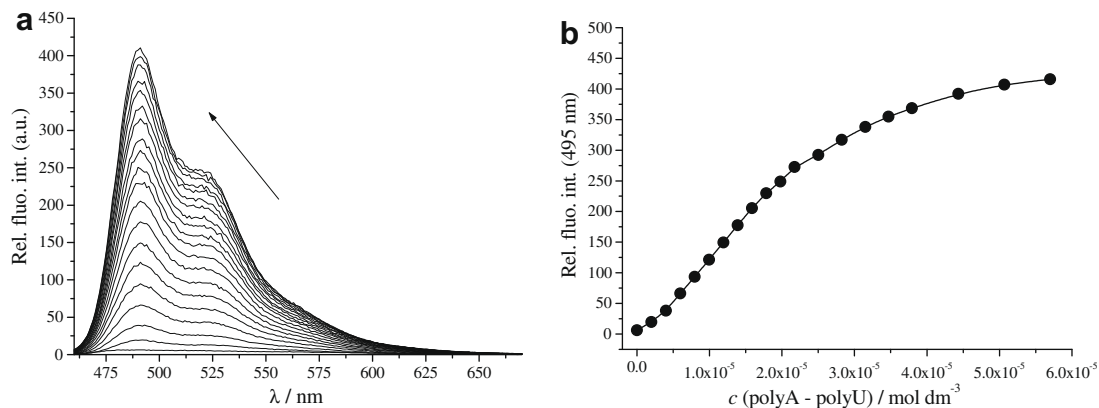 a
450
400
350
300
250
200
150
100
50
0
Rel. fluo. int. (a.u.)
475 500 525 550 575 600 625 650
λ / nm
b
500
450
400
350
300
250
200
150
100
50
0
Rel. fluo. int. (495 nm)
0.0 1.0x10⁻⁵ 2.0x10⁻⁵ 3.0x10⁻⁵ 4.0x10⁻⁵ 5.0x10⁻⁵ 6.0x10⁻⁵
c (polyA - polyU) / mol dm⁻³